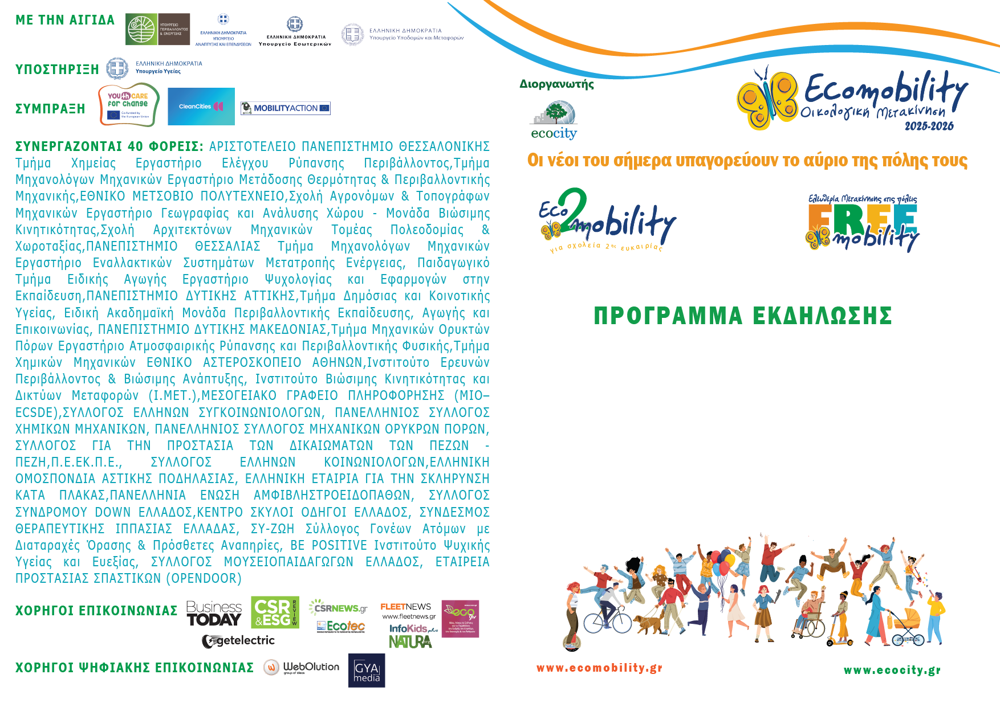 ΜΕ ΤΗΝ ΑΙΓΙΔΑ
ΥΠΟΥΡΓΕΙΟ
ΠΕΡΙΒΑΛΛΟΝΤΟΣ
& ΕΝΕΡΓΕΙΑΣ
ΕΛΛΗΝΙΚΗ ΔΗΜΟΚΡΑΤΙΑ
ΥΠΟΥΡΓΕΙΟ
ΑΝΑΠΤΥΞΗΣ ΚΑΙ ΕΠΕΝΔΥΣΕΩΝ
ΕΛΛΗΝΙΚΗ ΔΗΜΟΚΡΑΤΙΑ
Υπουργείο Εσωτερικών
ΕΛΛΗΝΙΚΗ ΔΗΜΟΚΡΑΤΙΑ
Υπουργείο Υποδομών και Μεταφορών
ΥΠΟΣΤΗΡΙΞΗ
ΕΛΛΗΝΙΚΗ ΔΗΜΟΚΡΑΤΙΑ
Υπουργείο Υγείας
ΣΥΜΠΡΑΞΗ
YOUthCARE
FOR CHANGE
Co-funded by
the European Union
CleanCities
MOBILITYACTION
ΣΥΝΕΡΓΑΖΟΝΤΑΙ 40 ΦΟΡΕΙΣ: ΑΡΙΣΤΟΤΕΛΕΙΟ ΠΑΝΕΠΙΣΤΗΜΙΟ ΘΕΣΣΑΛΟΝΙΚΗΣ
Τμήμα Χημείας Εργαστήριο Ελέγχου Ρύπανσης Περιβάλλοντος,Τμήμα
Μηχανολόγων Μηχανικών Εργαστήριο Μετάδοσης Θερμότητας & Περιβαλλοντικής
Μηχανικής,ΕΘΝΙΚΟ ΜΕΤΣΟΒΙΟ ΠΟΛΥΤΕΧΝΕΙΟ,Σχολή Αγρονόμων & Τοπογράφων
Μηχανικών Εργαστήριο Γεωγραφίας και Ανάλυσης Χώρου - Μονάδα Βιώσιμης
Κινητικότητας,Σχολή Αρχιτεκτόνων Μηχανικών Τομέας Πολεοδομίας &
Χωροταξίας,ΠΑΝΕΠΙΣΤΗΜΙΟ ΘΕΣΣΑΛΙΑΣ Τμήμα Μηχανολόγων Μηχανικών
Εργαστήριο Εναλλακτικών Συστημάτων Μετατροπής Ενέργειας, Παιδαγωγικό
Τμήμα Ειδικής Αγωγής Εργαστήριο Ψυχολογίας και Εφαρμογών στην
Εκπαίδευση,ΠΑΝΕΠΙΣΤΗΜΙΟ ΔΥΤΙΚΗΣ ΑΤΤΙΚΗΣ,Τμήμα Δημόσιας και Κοινοτικής
Υγείας, Ειδική Ακαδημαϊκή Μονάδα Περιβαλλοντικής Εκπαίδευσης, Αγωγής και
Επικοινωνίας, ΠΑΝΕΠΙΣΤΗΜΙΟ ΔΥΤΙΚΗΣ ΜΑΚΕΔΟΝΙΑΣ,Τμήμα Μηχανικών Ορυκτών
Πόρων Εργαστήριο Ατμοσφαιρικής Ρύπανσης και Περιβαλλοντικής Φυσικής,Τμήμα
Χημικών Μηχανικών ΕΘΝΙΚΟ ΑΣΤΕΡΟΣΚΟΠΕΙΟ ΑΘΗΝΩΝ,Ινστιτούτο Ερευνών
Περιβάλλοντος & Βιώσιμης Ανάπτυξης, Ινστιτούτο Βιώσιμης Κινητικότητας και
Δικτύων Μεταφορών (Ι.ΜΕΤ.),ΜΕΣΟΓΕΙΑΚΟ ΓΡΑΦΕΙΟ ΠΛΗΡΟΦΟΡΗΣΗΣ (MIO–
ECSDE),ΣΥΛΛΟΓΟΣ ΕΛΛΗΝΩΝ ΣΥΓΚΟΙΝΩΝΙΟΛΟΓΩΝ, ΠΑΝΕΛΛΗΝΙΟΣ ΣΥΛΛΟΓΟΣ
ΧΗΜΙΚΩΝ ΜΗΧΑΝΙΚΩΝ, ΠΑΝΕΛΛΗΝΙΟΣ ΣΥΛΛΟΓΟΣ ΜΗΧΑΝΙΚΩΝ ΟΡΥΚΡΩΝ ΠΟΡΩΝ,
ΣΥΛΛΟΓΟΣ ΓΙΑ ΤΗΝ ΠΡΟΣΤΑΣΙΑ ΤΩΝ ΔΙΚΑΙΩΜΑΤΩΝ ΤΩΝ ΠΕΖΩΝ -
ΠΕΖΗ,Π.Ε.ΕΚ.Π.Ε., ΣΥΛΛΟΓΟΣ ΕΛΛΗΝΩΝ ΚΟΙΝΩΝΙΟΛΟΓΩΝ,ΕΛΛΗΝΙΚΗ
ΟΜΟΣΠΟΝΔΙΑ ΑΣΤΙΚΗΣ ΠΟΔΗΛΑΣΙΑΣ, ΕΛΛΗΝΙΚΗ ΕΤΑΙΡΙΑ ΓΙΑ ΤΗΝ ΣΚΛΗΡΥΝΣΗ
ΚΑΤΑ ΠΛΑΚΑΣ,ΠΑΝΕΛΛΗΝΙΑ ΕΝΩΣΗ ΑΜΦΙΒΛΗΣΤΡΟΕΙΔΟΠΑΘΩΝ, ΣΥΛΛΟΓΟΣ
ΣΥΝΔΡΟΜΟΥ DOWN ΕΛΛΑΔΟΣ,ΚΕΝΤΡΟ ΣΚΥΛΟΙ ΟΔΗΓΟΙ ΕΛΛΑΔΟΣ, ΣΥΝΔΕΣΜΟΣ
ΘΕΡΑΠΕΥΤΙΚΗΣ ΙΠΠΑΣΙΑΣ ΕΛΛΑΔΑΣ, ΣΥ-ΖΩΗ Σύλλογος Γονέων Ατόμων με
Διαταραχές Όρασης & Πρόσθετες Αναπηρίες, BE POSITIVE Ινστιτούτο Ψυχικής
Υγείας και Ευεξίας, ΣΥΛΛΟΓΟΣ ΜΟΥΣΕΙΟΠΑΙΔΑΓΩΓΩΝ ΕΛΛΑΔΟΣ, ΕΤΑΙΡΕΙΑ
ΠΡΟΣΤΑΣΙΑΣ ΣΠΑΣΤΙΚΩΝ (OPENDOOR)
ΧΟΡΗΓΟΙ ΕΠΙΚΟΙΝΩΝΙΑΣ
Business
TODAY
CSR
&ESG
REVIEW
CSRNEWS.gr
Ecotec
FLEETNEWS
www.fleetnews.gr
InfoKids plus
NATURA
eco
getelectric
ΧΟΡΗΓΟΙ ΨΗΦΙΑΚΗΣ ΕΠΙΚΟΙΝΩΝΙΑΣ
WebOlution
group of ideas
GYA
media
Διοργανωτής
ecocity
Ecomobility
Οικολογική Μετακίνηση
2025-2026
Οι νέοι του σήμερα υπαγορεύουν το αύριο της πόλης τους
Eco2mobility
για σχολεία 2ης ευκαιρίας
Ελευθερία Μετακίνησης στις πόλεις
FREE
mobility
ΠΡΟΓΡΑΜΜΑ ΕΚΔΗΛΩΣΗΣ
www.ecomobility.gr
www.ecocity.gr